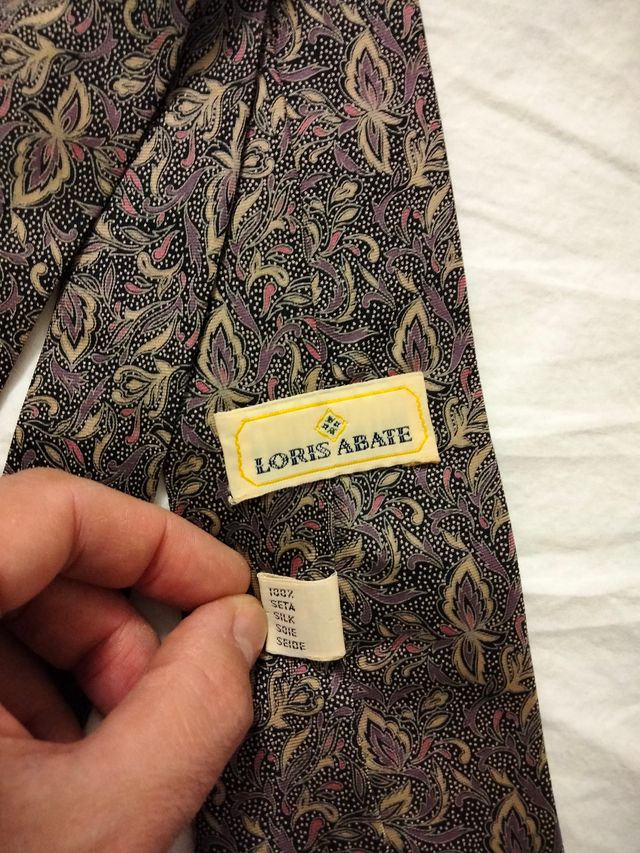 LORIS ABATE
100%
SETA
SILK
SOIE
SEIDE